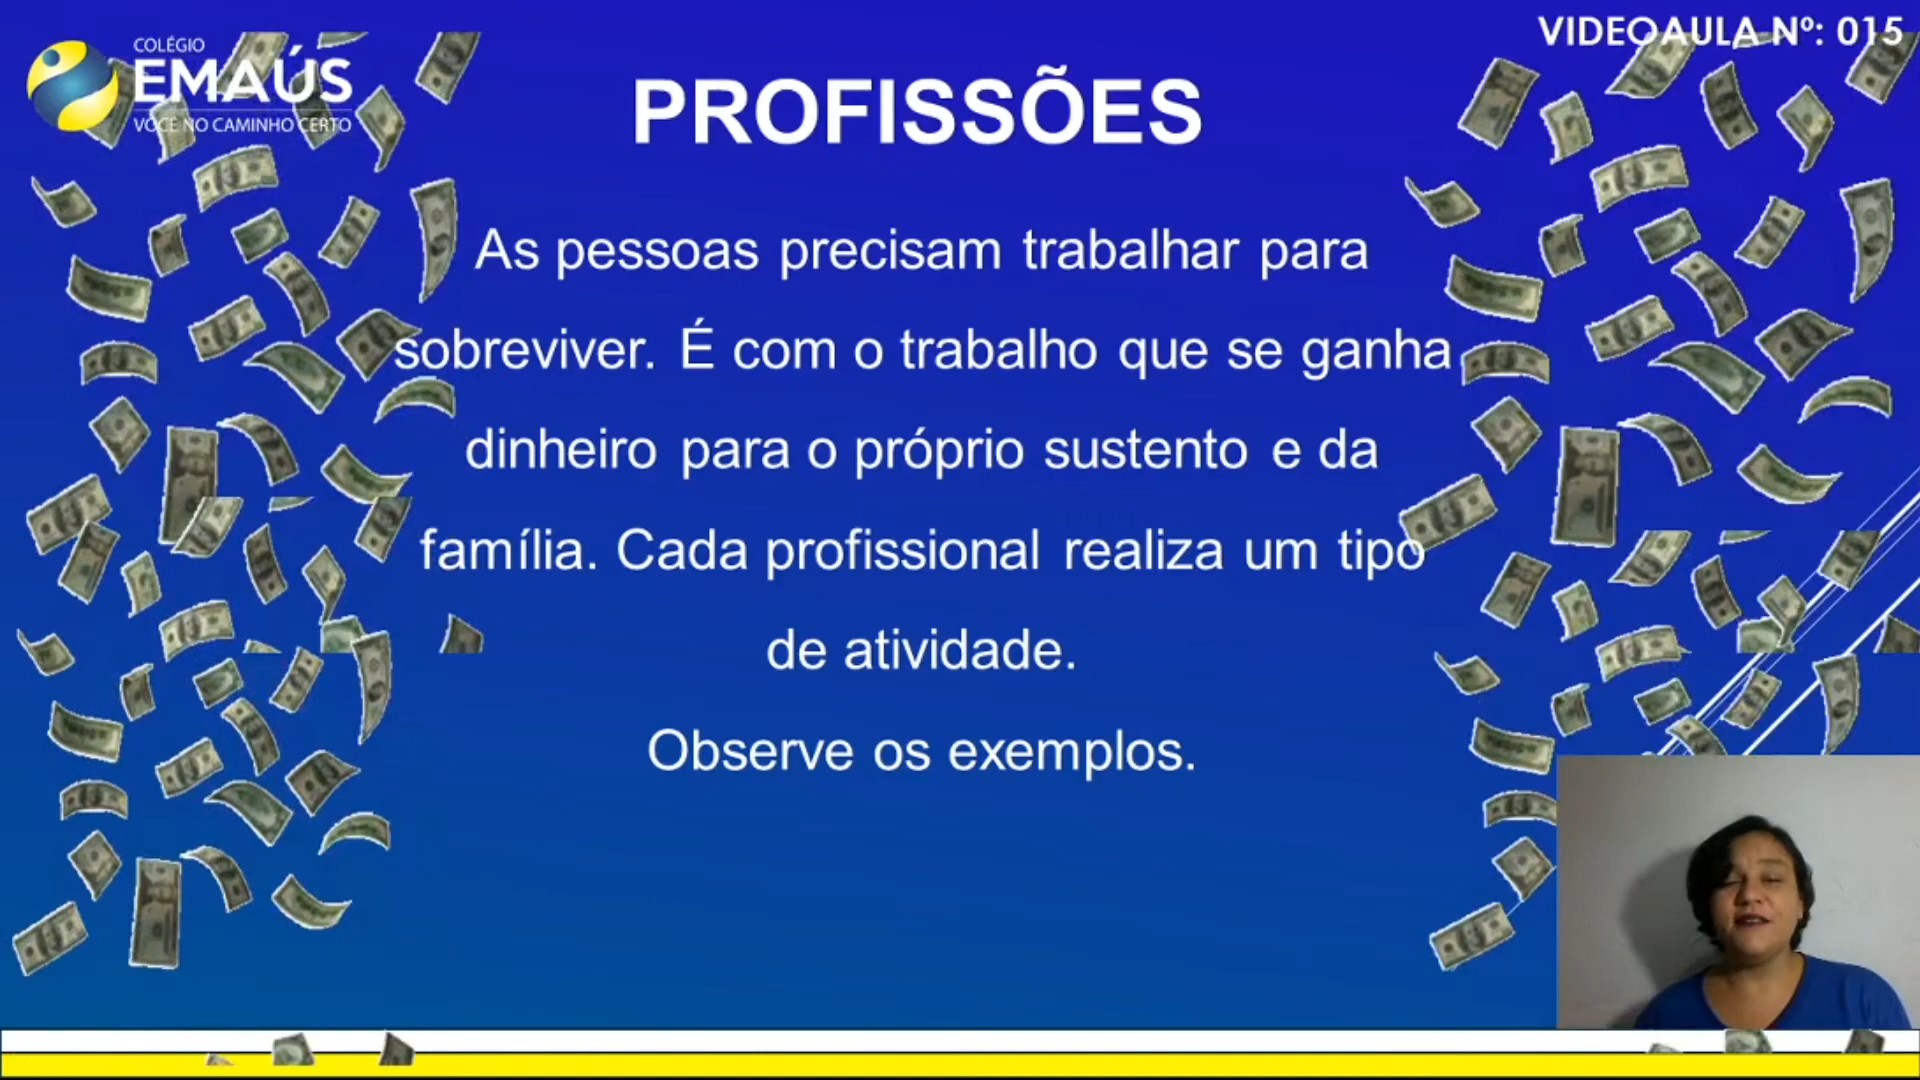 COLÉGIO
EMAÚS
VOCÊ NO CAMINHO CERTO
VIDEOAULA Nº: 015
PROFISSÕES
As pessoas precisam trabalhar para
sobreviver. É com o trabalho que se ganha
dinheiro para o próprio sustento e da
família. Cada profissional realiza um tipo
de atividade.
Observe os exemplos.